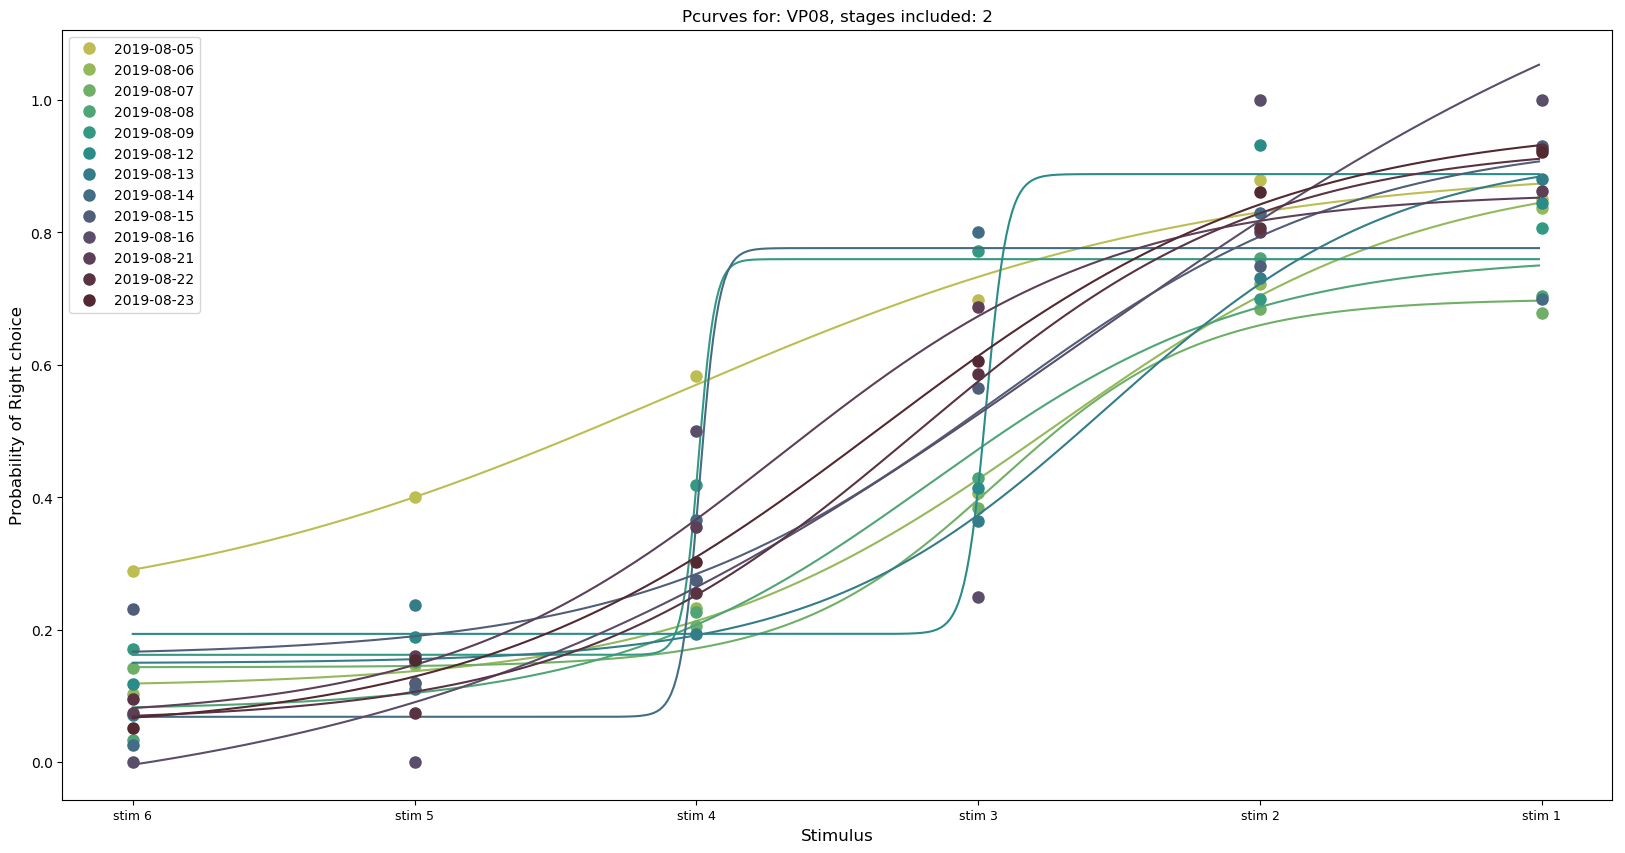 Pcurves for: VP08, stages included: 2
2019-08-05
2019-08-06
2019-08-07
2019-08-08
2019-08-09
2019-08-12
2019-08-13
2019-08-14
2019-08-15
2019-08-16
2019-08-21
2019-08-22
2019-08-23
Probability of Right choice
1.0
0.8
0.6
0.4
0.2
0.0
stim 6
stim 5
stim 4
stim 3
stim 2
stim 1
Stimulus